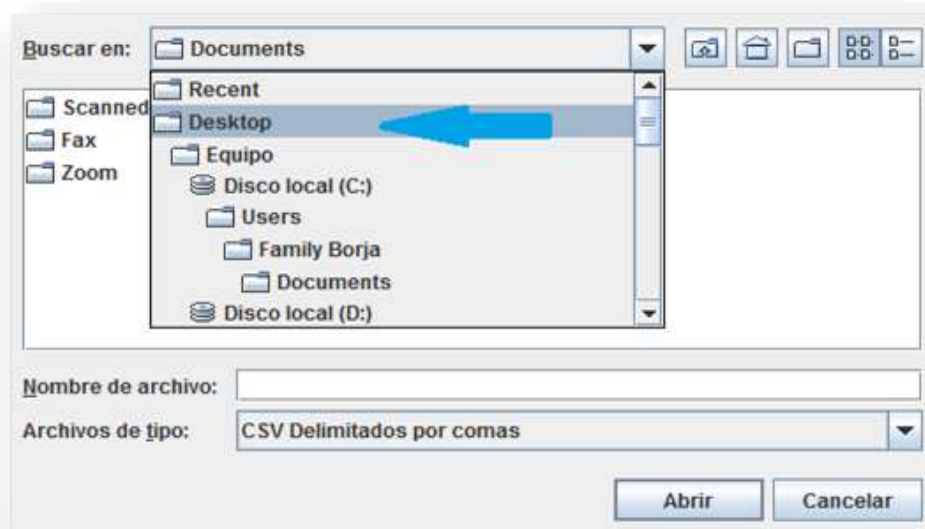 Buscar en: Documents
Recent
Scanned
Desktop
Fax
Equipo
Zoom
Disco local (C:)
Users
Family Borja
Documents
Disco local (D:)
Nombre de archivo:
Archivos de tipo: CSV Delimitados por comas
Abrir Cancelar